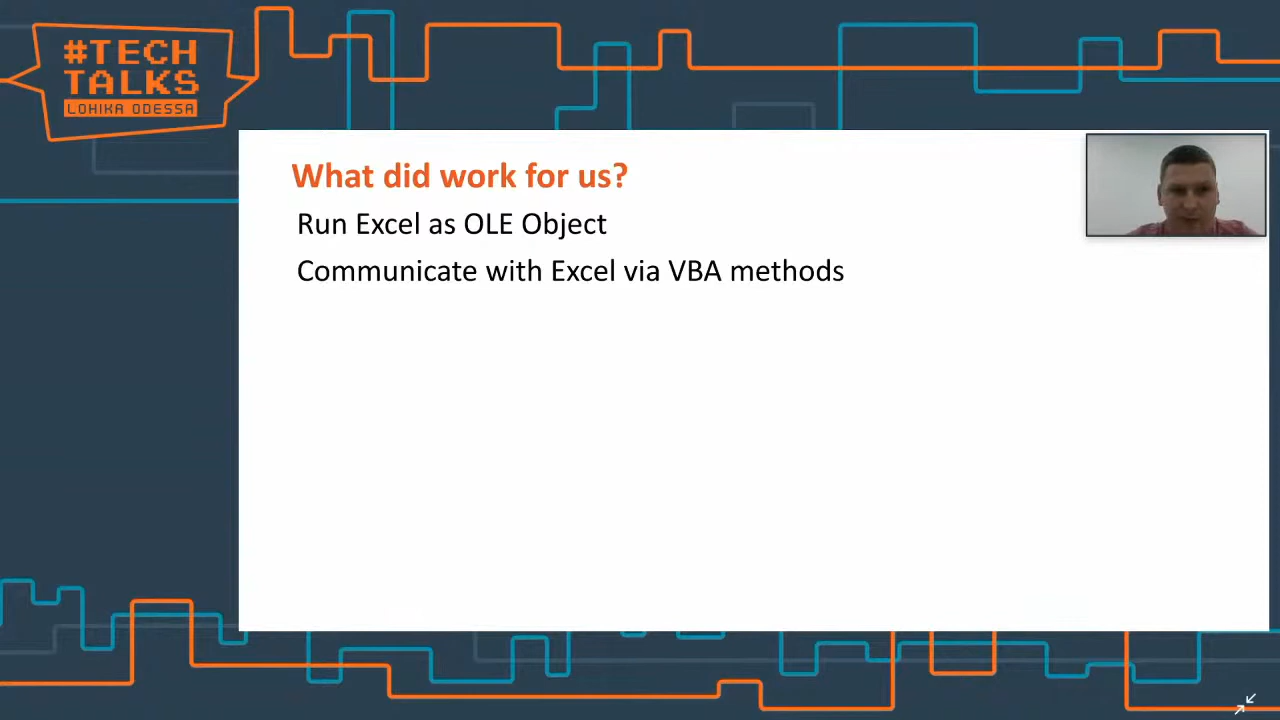 #TECH
TALKS
LOHIKA ODESSA
What did work for us?
Run Excel as OLE Object
Communicate with Excel via VBA methods